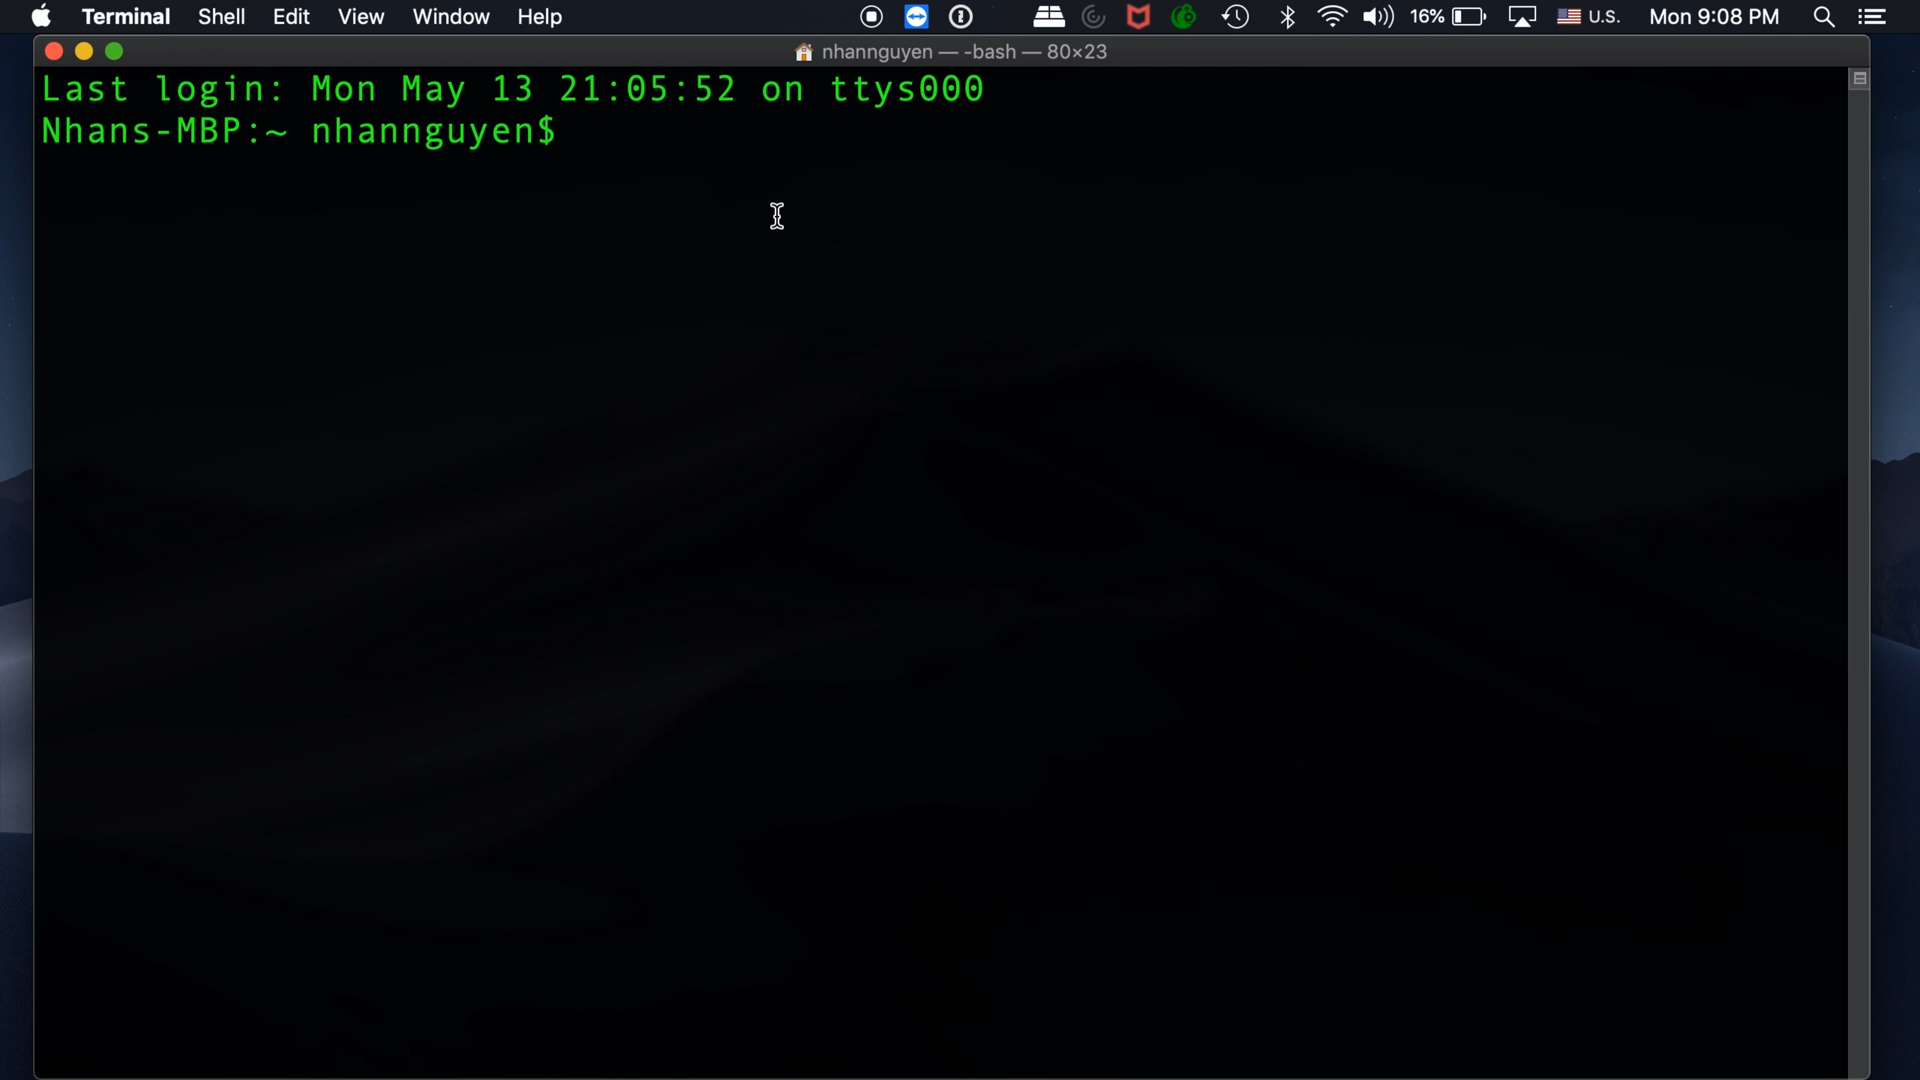 Terminal Shell Edit View Window Help 16% U.S. Mon 9:08 PM
nhannguyen — -bash — 80×23
Last login: Mon May 13 21:05:52 on ttys000
Nhans-MBP:~ nhannguyen$